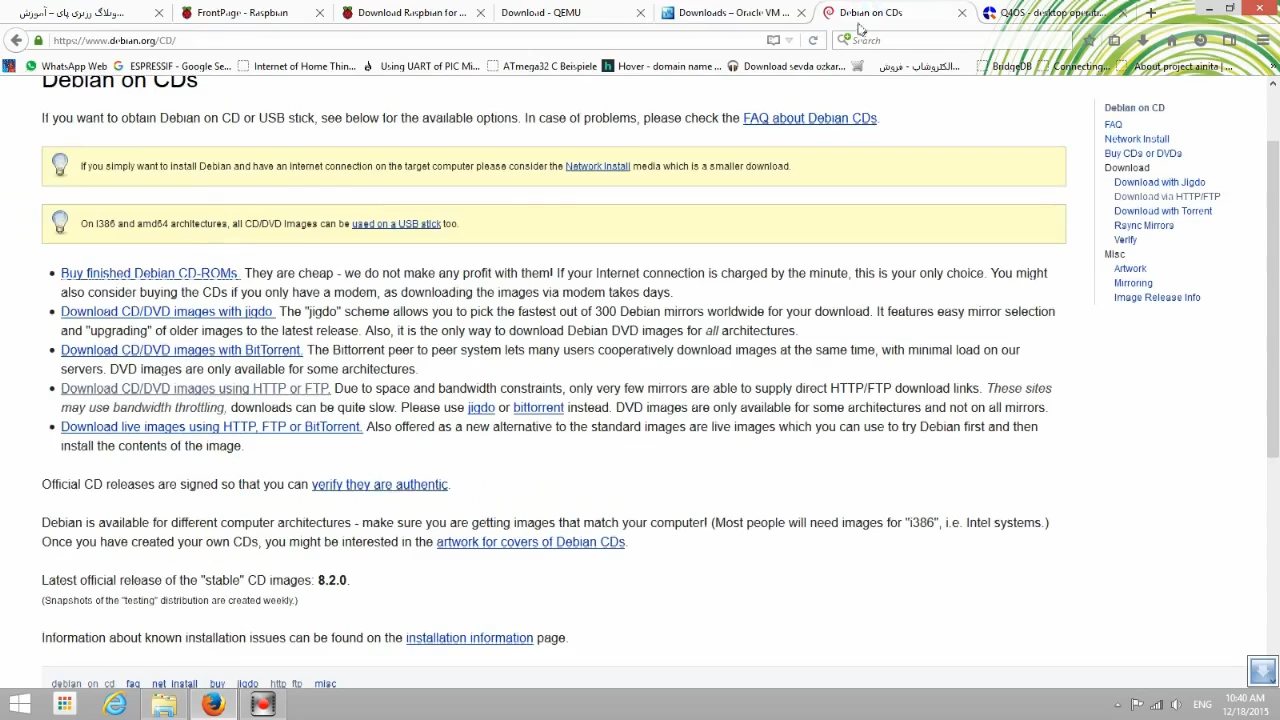 وبلاگ رزبری پای – آموزش...
FrontPage - Raspbian
Download Raspbian for ...
Download - QEMU
Downloads – Oracle VM ...
Debian on CDs
Q4OS - desktop operati...
https://www.debian.org/CD/
Search
WhatsApp Web
ESPRESSIF - Google Se...
Internet of Home Thin...
Using UART of PIC Mi...
ATmega32 C Beispiele
Hover - domain name ...
Download sevda ozkar...
الکتروشاپ - فروش...
BridgeDB
Connecting...
About.project.ainita |...
Debian on CDs
If you want to obtain Debian on CD or USB stick, see below for the available options. In case of problems, please check the FAQ about Debian CDs.
If you simply want to install Debian and have an internet connection on the target computer please consider the Network Install media which is a smaller download.
On i386 and amd64 architectures, all CD/DVD images can be used on a USB stick too.
Buy finished Debian CD-ROMs. They are cheap - we do not make any profit with them! If your Internet connection is charged by the minute, this is your only choice. You might
also consider buying the CDs if you only have a modem, as downloading the images via modem takes days.
Download CD/DVD images with jigdo. The "jigdo" scheme allows you to pick the fastest out of 300 Debian mirrors worldwide for your download. It features easy mirror selection
and "upgrading" of older images to the latest release. Also, it is the only way to download Debian DVD images for all architectures.
Download CD/DVD images with BitTorrent. The Bittorrent peer to peer system lets many users cooperatively download images at the same time, with minimal load on our
servers. DVD images are only available for some architectures.
Download CD/DVD images using HTTP or FTP. Due to space and bandwidth constraints, only very few mirrors are able to supply direct HTTP/FTP download links. These sites
may use bandwidth throttling, downloads can be quite slow. Please use jigdo or bittorrent instead. DVD images are only available for some architectures and not on all mirrors.
Download live images using HTTP, FTP or BitTorrent. Also offered as a new alternative to the standard images are live images which you can use to try Debian first and then
install the contents of the image.
Official CD releases are signed so that you can verify they are authentic.
Debian is available for different computer architectures - make sure you are getting images that match your computer! (Most people will need images for "i386", i.e. Intel systems.)
Once you have created your own CDs, you might be interested in the artwork for covers of Debian CDs.
Latest official release of the "stable" CD images: 8.2.0.
(Snapshots of the "testing" distribution are created weekly.)
Information about known installation issues can be found on the installation information page.
debian_on_cd faq net_install buy jigdo http_ftp misc
Debian on CD
FAQ
Network Install
Buy CDs or DVDs
Download
Download with Jigdo
Download via HTTP/FTP
Download with Torrent
Rsync Mirrors
Verify
Misc
Artwork
Mirroring
Image Release Info
ENG
10:40 AM
12/18/2015